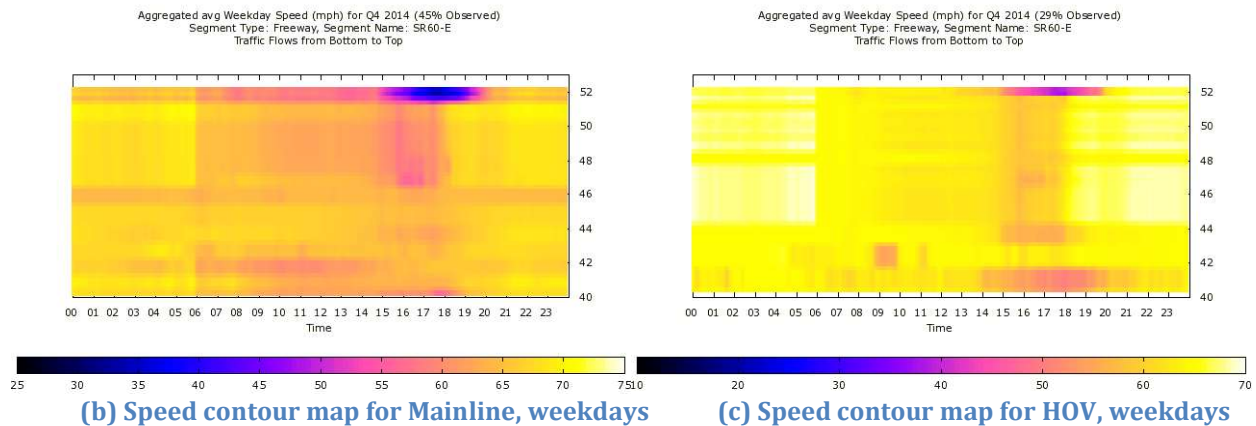 Aggregated avg Weekday Speed (mph) for Q4 2014 (45% Observed)
Segment Type: Freeway, Segment Name: SR60-E
Traffic Flows from Bottom to Top
52
50
48
46
44
42
40
00 01 02 03 04 05 06 07 08 09 10 11 12 13 14 15 16 17 18 19 20 21 22 23
Time
25 30 35 40 45 50 55 60 65 70 75
(b) Speed contour map for Mainline, weekdays
Aggregated avg Weekday Speed (mph) for Q4 2014 (29% Observed)
Segment Type: Freeway, Segment Name: SR60-E
Traffic Flows from Bottom to Top
52
50
48
46
44
42
40
00 01 02 03 04 05 06 07 08 09 10 11 12 13 14 15 16 17 18 19 20 21 22 23
Time
10 20 30 40 50 60 70
(c) Speed contour map for HOV, weekdays